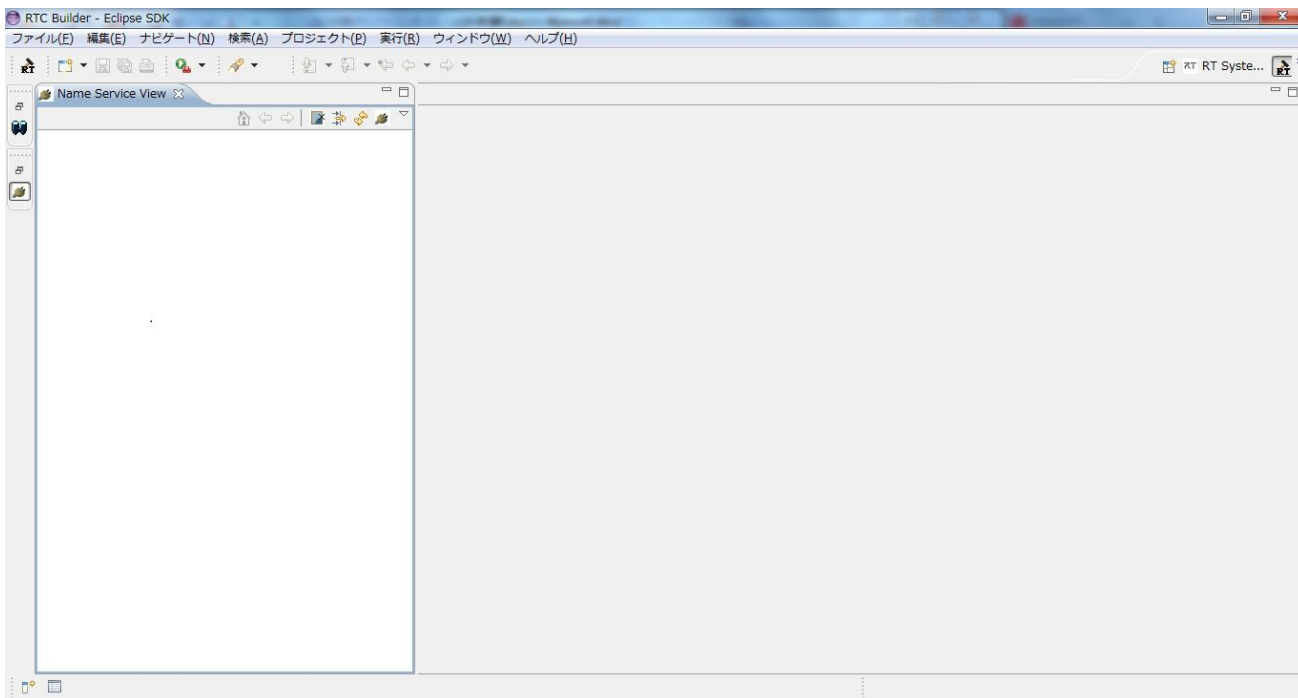 RTC Builder - Eclipse SDK
ファイル(F) 編集(E) ナビゲート(N) 検索(A) プロジェクト(P) 実行(R) ウィンドウ(W) ヘルプ(H)
RT RT RT Syste... RT
Name Service View